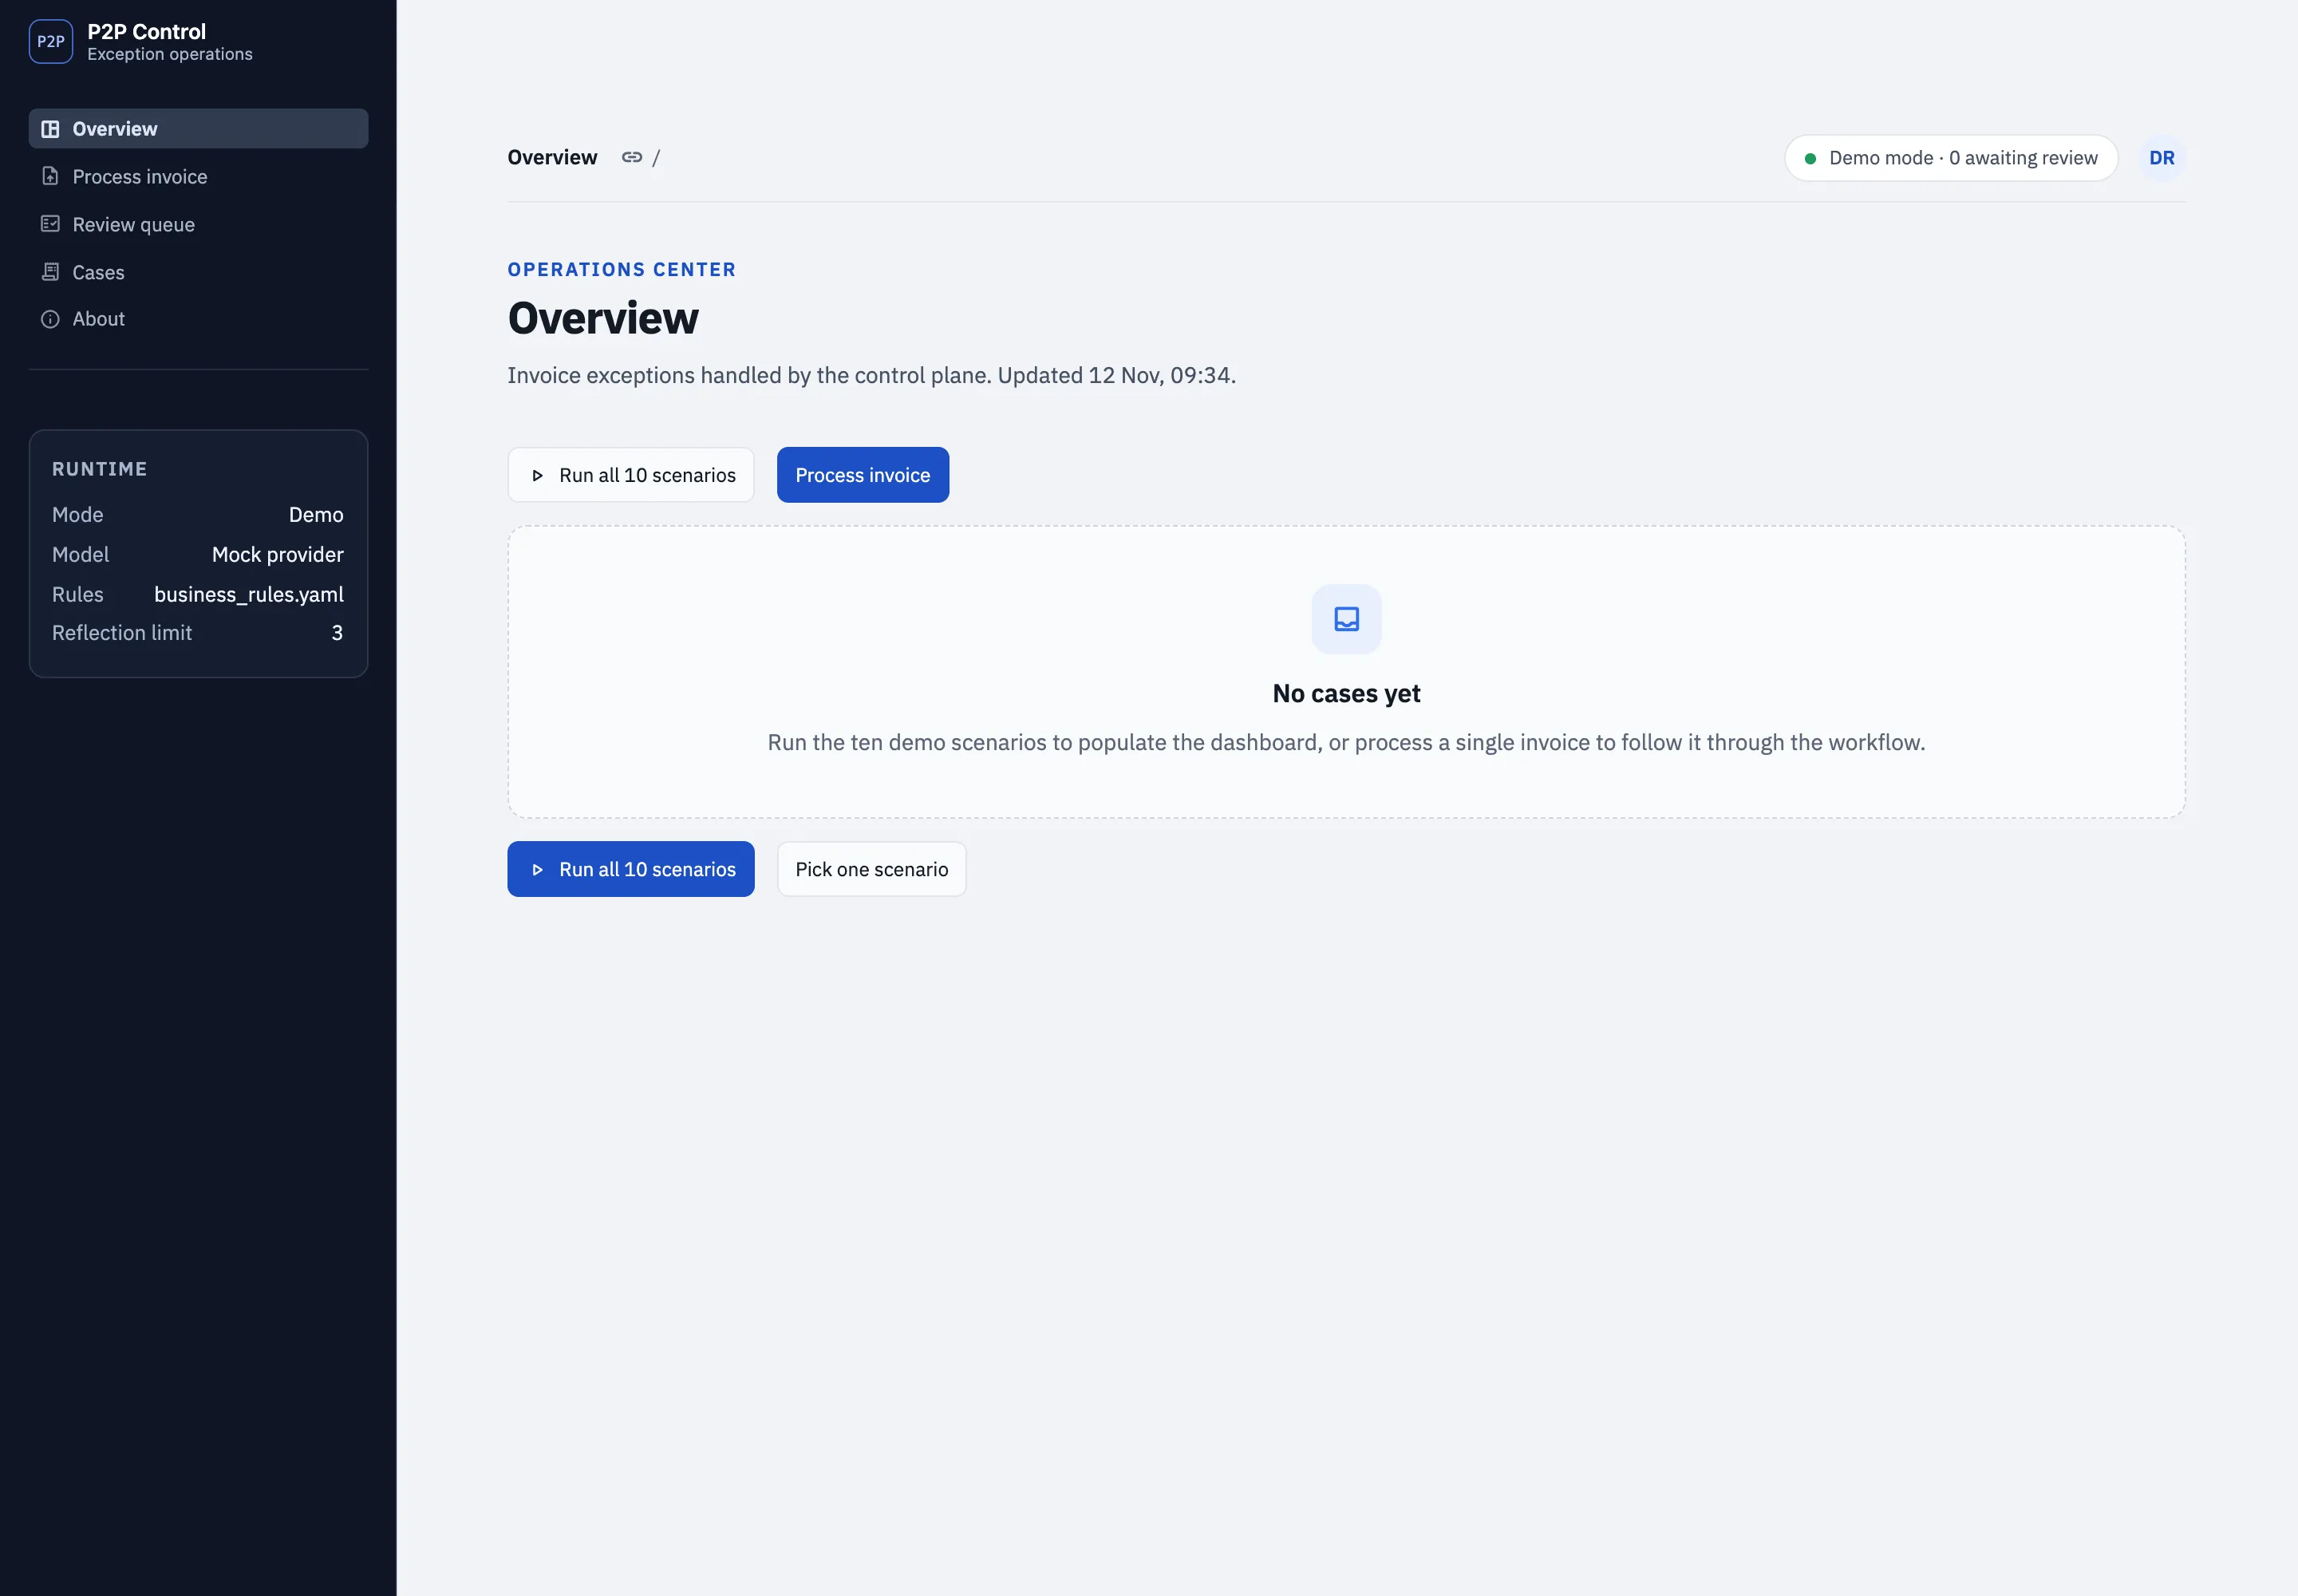 P2P
P2P Control
Exception operations
Overview
Process invoice
Review queue
Cases
About
RUNTIME
Mode Demo
Model Mock provider
Rules business_rules.yaml
Reflection limit 3
Overview /
Demo mode · 0 awaiting review
DR
OPERATIONS CENTER
Overview
Invoice exceptions handled by the control plane. Updated 12 Nov, 09:34.
Run all 10 scenarios
Process invoice
No cases yet
Run the ten demo scenarios to populate the dashboard, or process a single invoice to follow it through the workflow.
Run all 10 scenarios
Pick one scenario